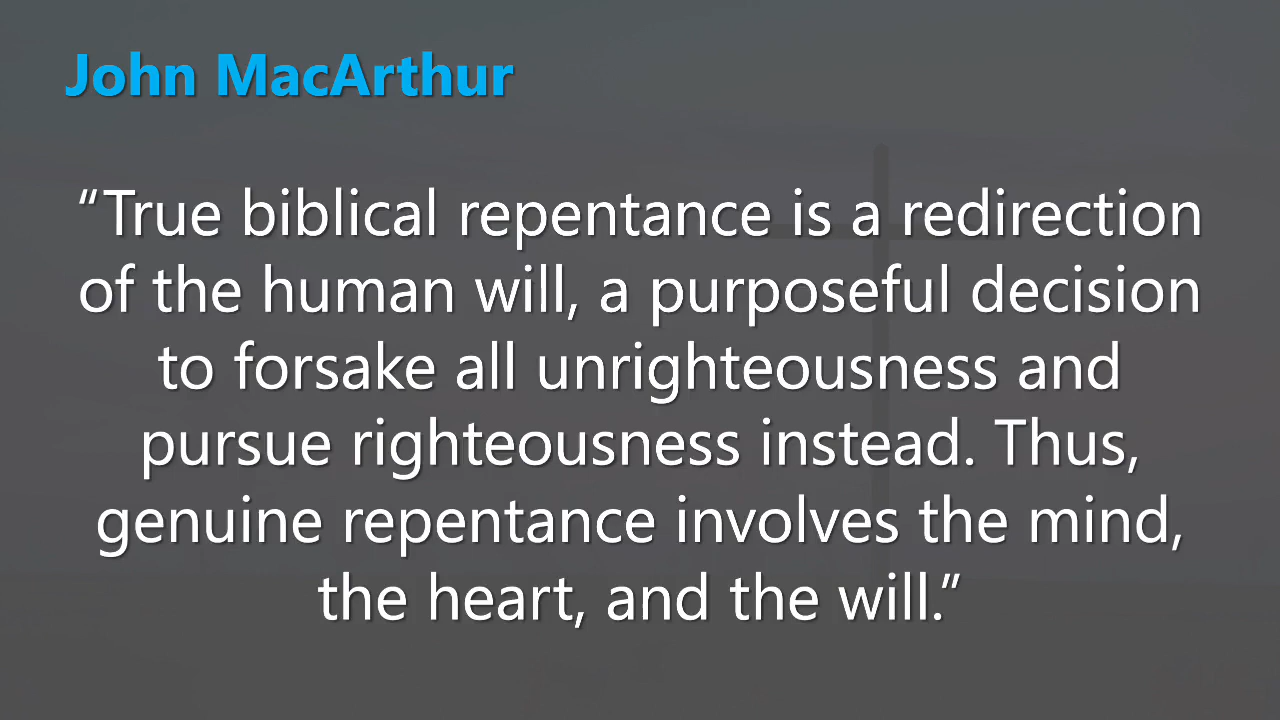 John MacArthur
“True biblical repentance is a redirection
of the human will, a purposeful decision
to forsake all unrighteousness and
pursue righteousness instead. Thus,
genuine repentance involves the mind,
the heart, and the will.”